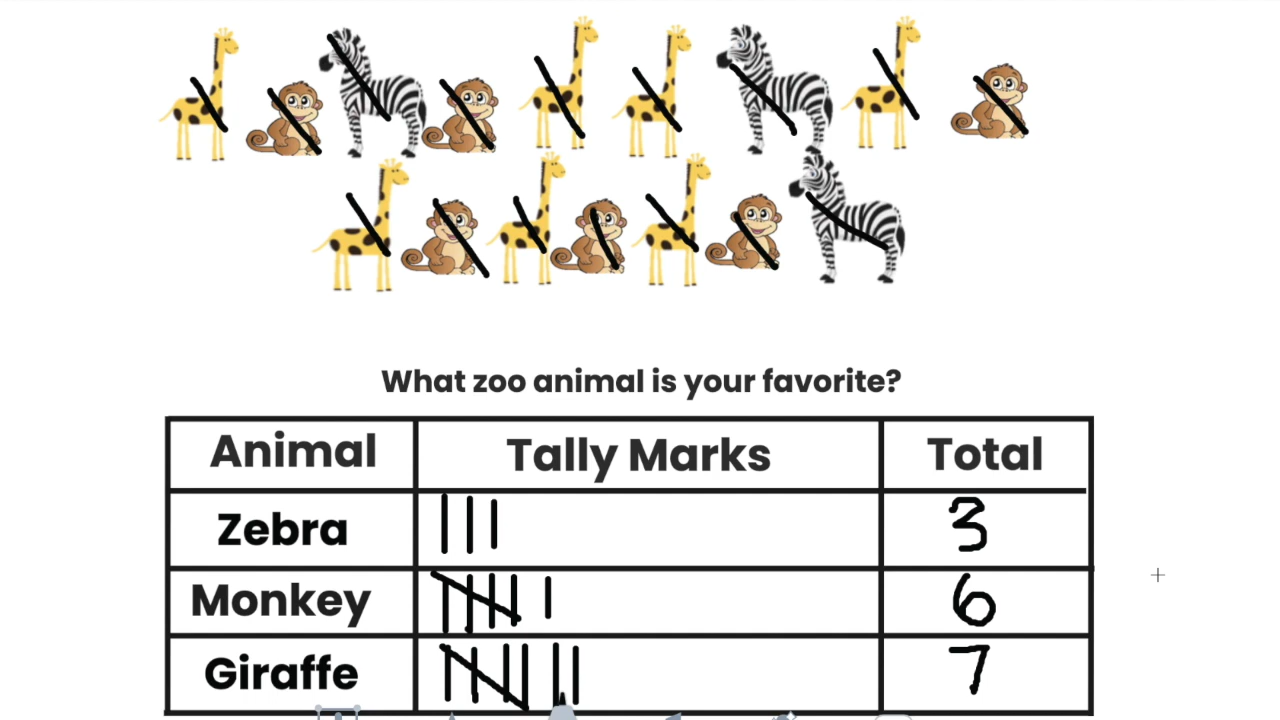 What zoo animal is your favorite?
Animal Tally Marks Total
Zebra 3
Monkey 6
Giraffe 7